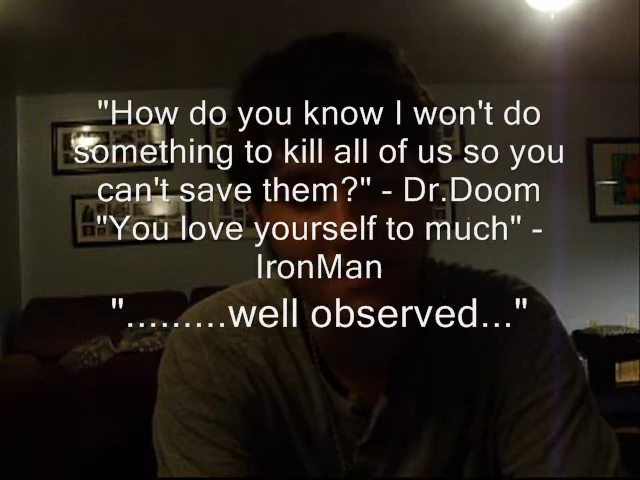 "How do you know I won't do
something to kill all of us so you
can't save them?" - Dr.Doom
"You love yourself to much" -
IronMan
".........well observed..."